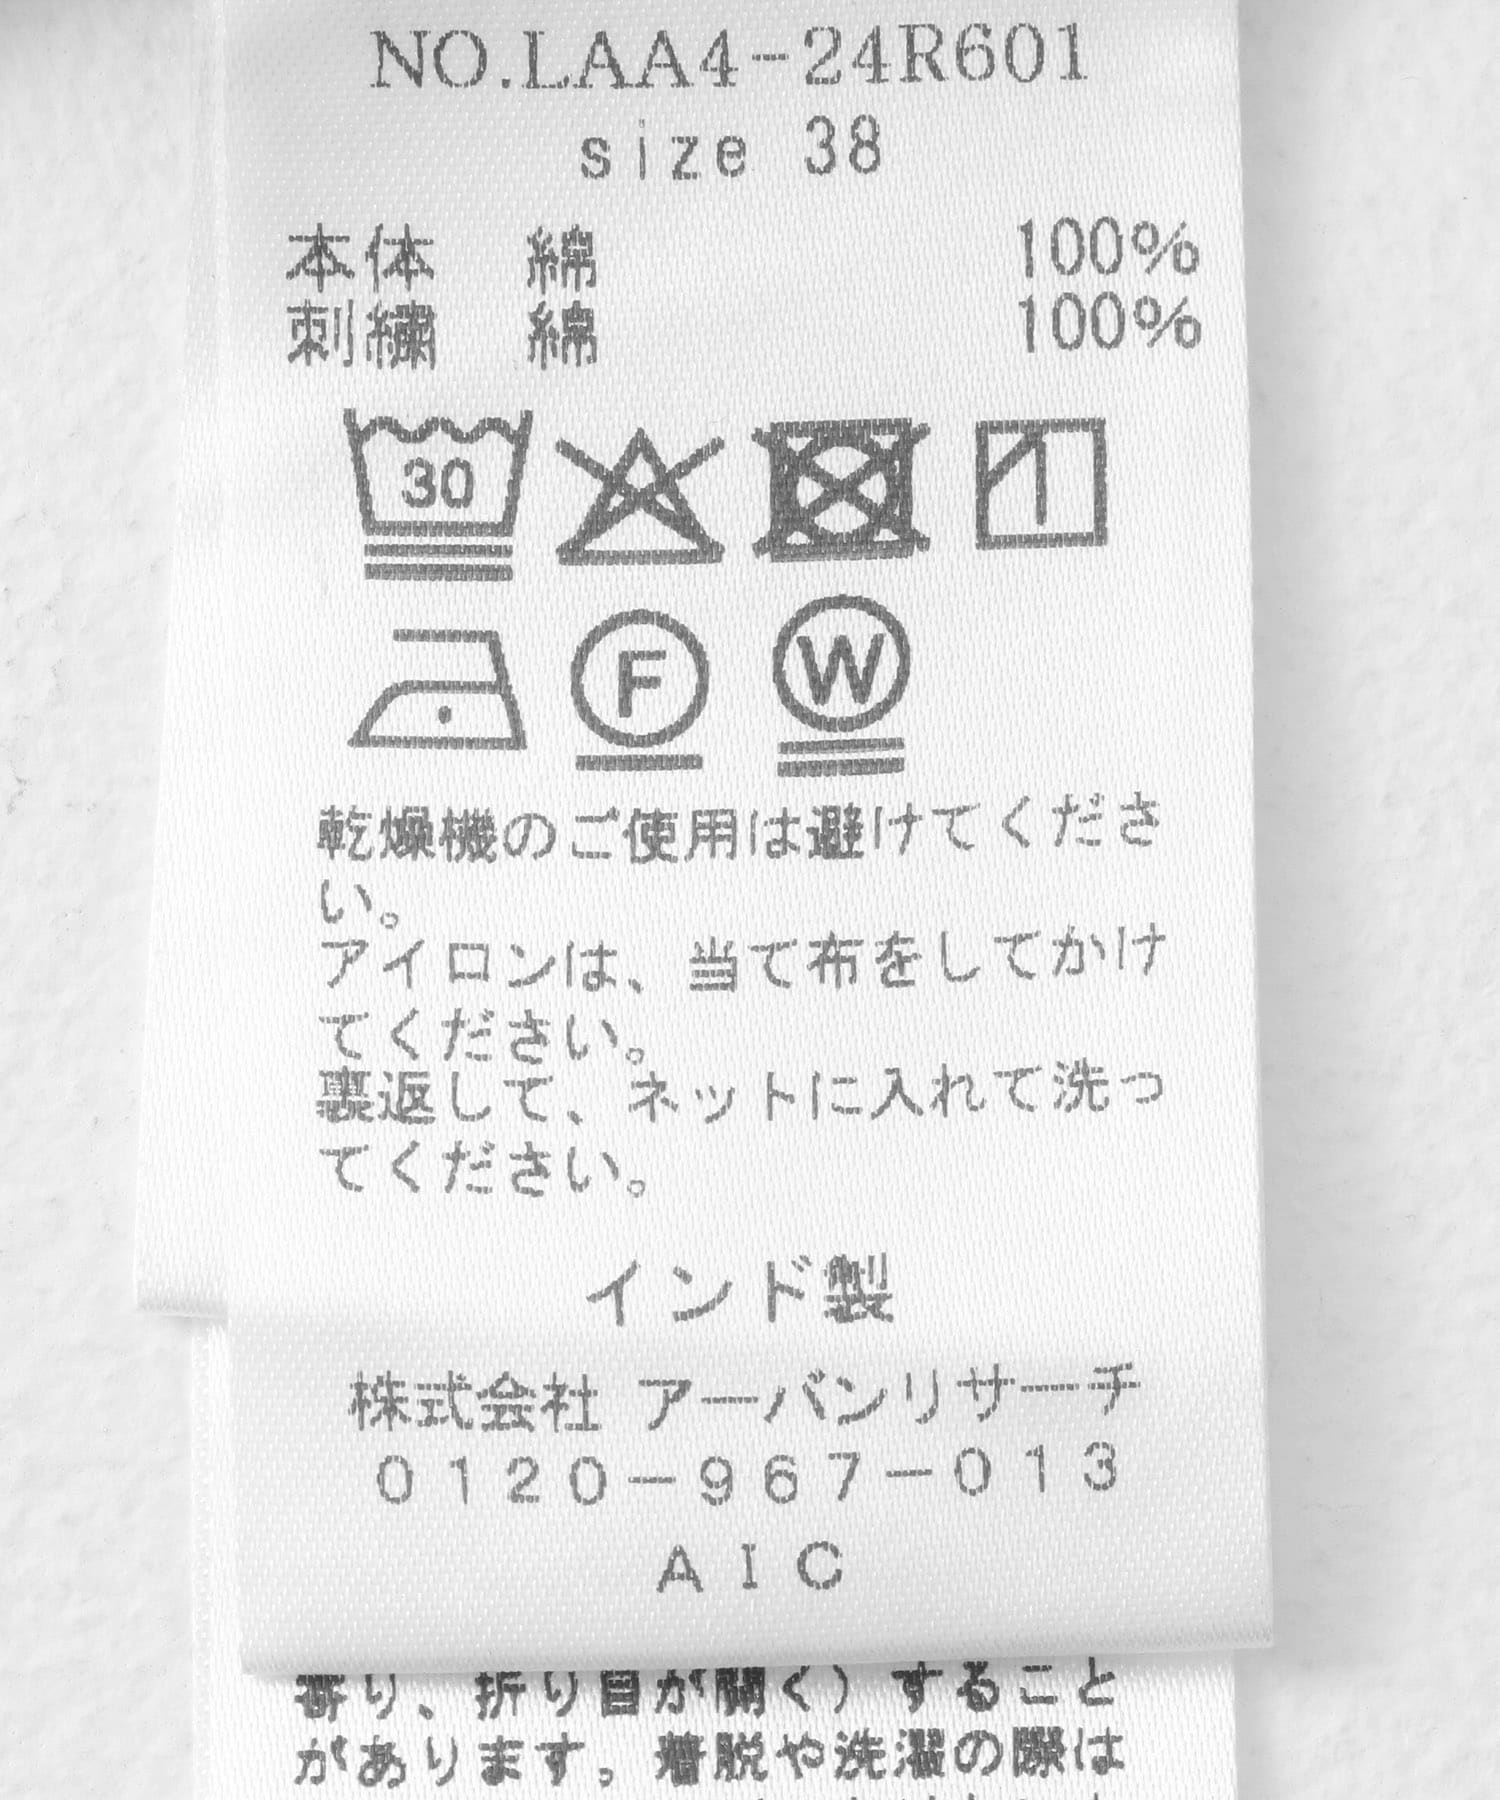 NO.LAA4-24R601
size 38
本体 綿 100%
刺繍 綿 100%
30
F W
乾燥機のご使用は避けてくださ
い。
アイロンは、当て布をしてかけ
てください。
裏返して、ネットに入れて洗っ
てください。
インド製
株式会社 アーバンリサーチ
0120-967-013
AIC
寄り、折り目が開く）すること
があります。着脱や洗濯の際は